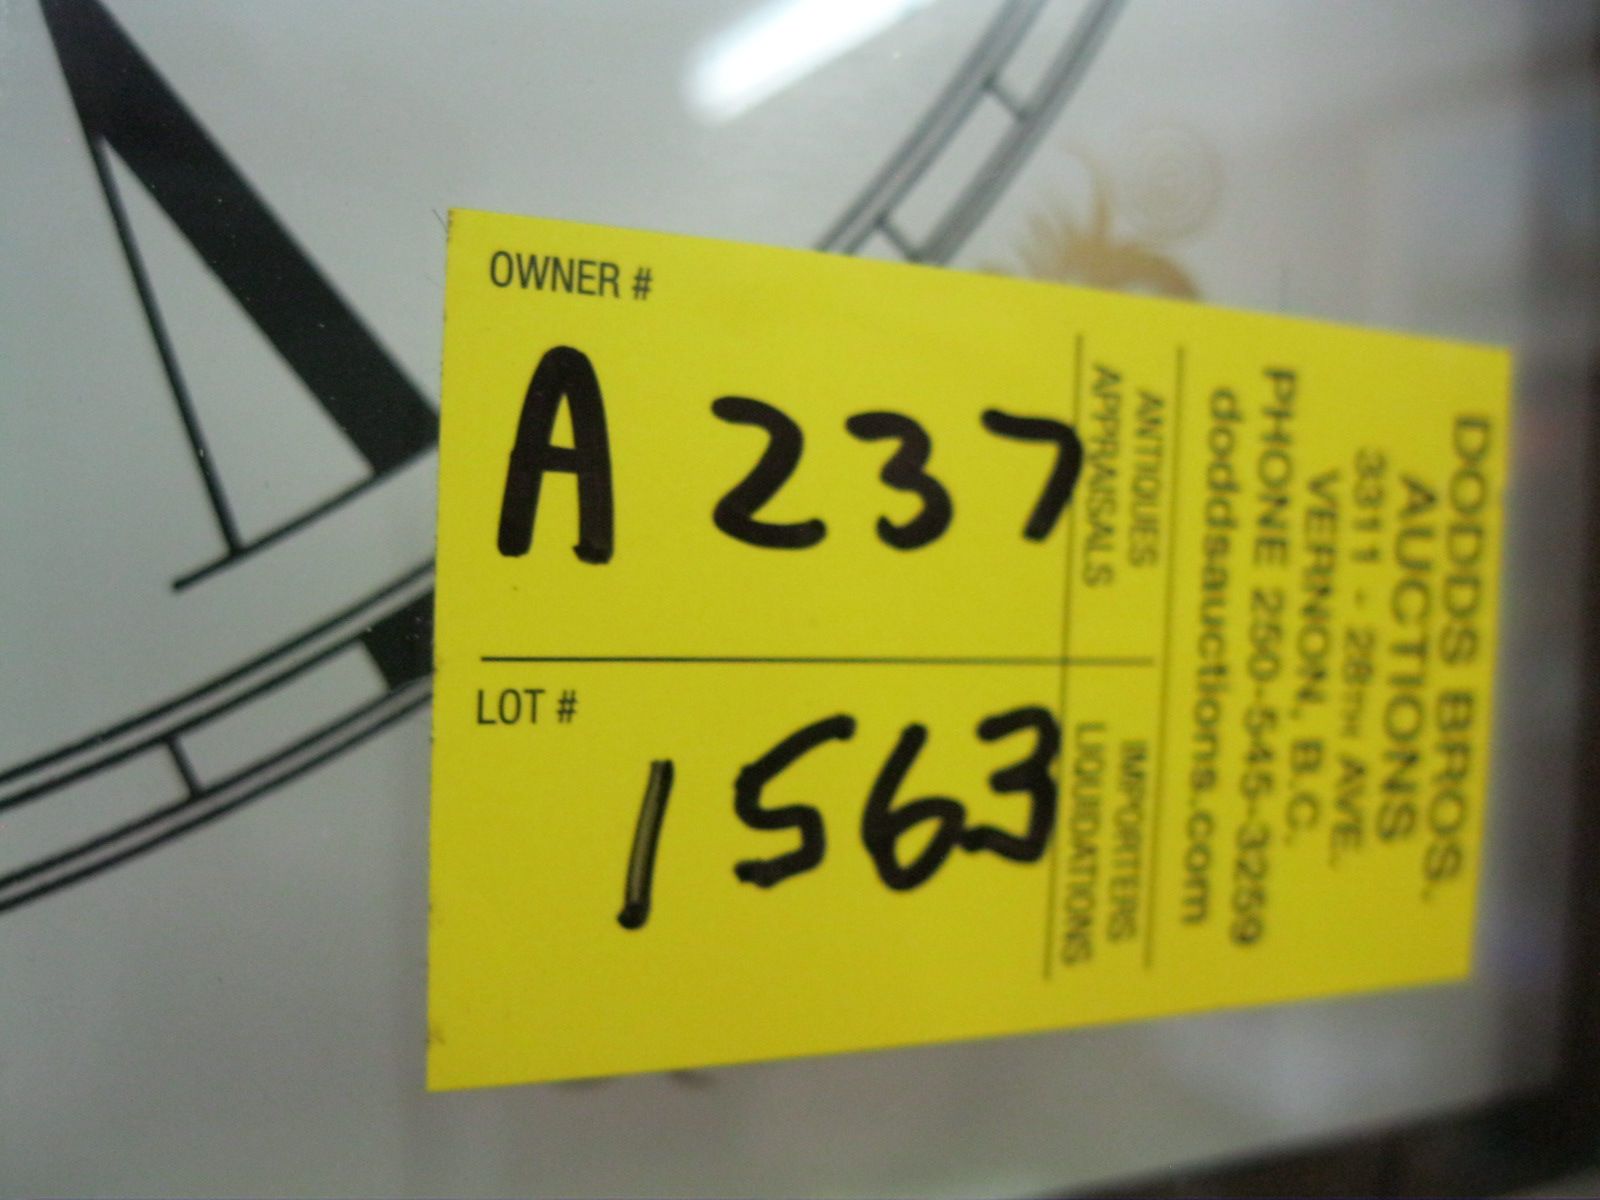 OWNER #
A 237
LOT #
1563
ANTIQUES
APPRAISALS
IMPORTERS
LIQUIDATIONS
DODDS BROS.
AUCTIONS
3311 - 28TH AVE.
VERNON, B.C.
PHONE 250-545-3259
doddsauctions.com